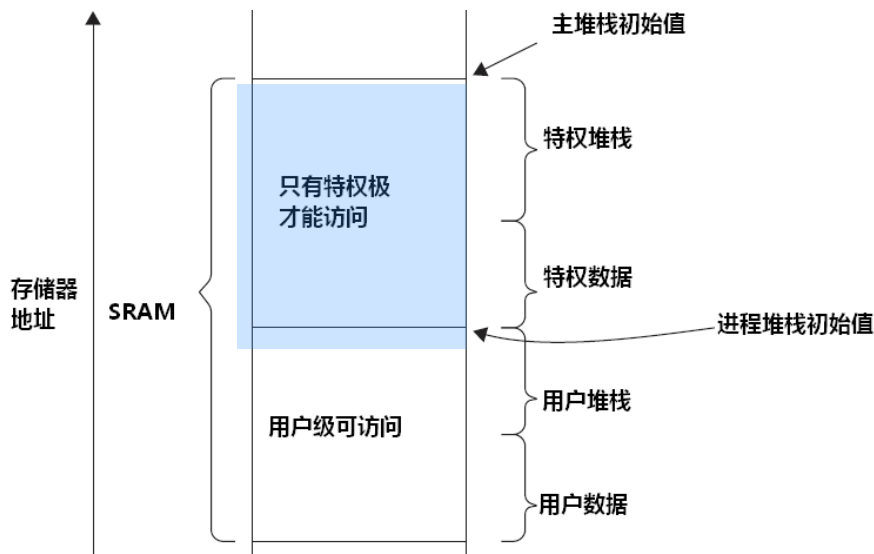 主堆栈初始值
特权堆栈
只有特权极
才能访问
特权数据
存储器
地址
SRAM
进程堆栈初始值
用户堆栈
用户级可访问
用户数据